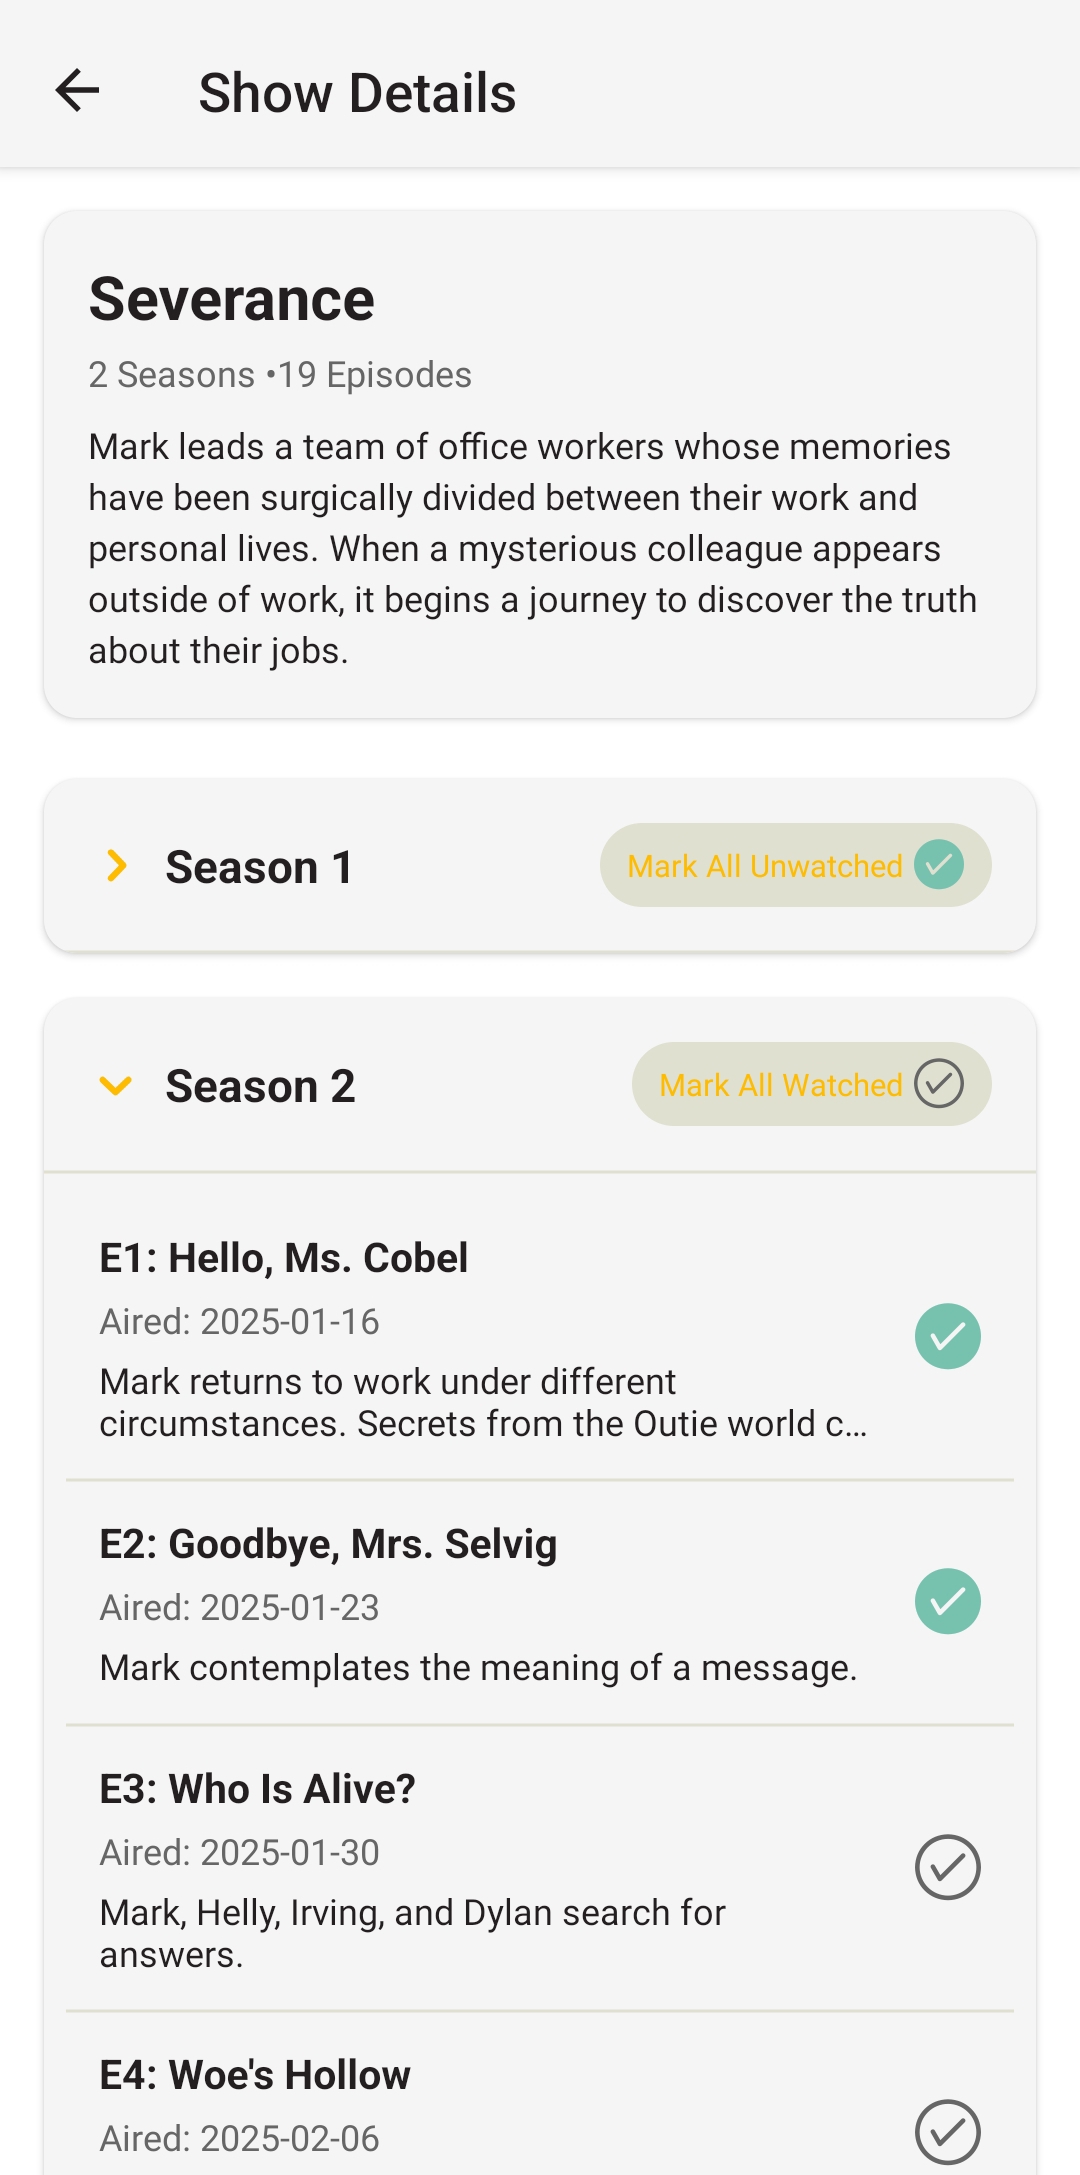 Show Details
Severance
2 Seasons •19 Episodes
Mark leads a team of office workers whose memories
have been surgically divided between their work and
personal lives. When a mysterious colleague appears
outside of work, it begins a journey to discover the truth
about their jobs.
Season 1
Mark All Unwatched
Season 2
Mark All Watched
E1: Hello, Ms. Cobel
Aired: 2025-01-16
Mark returns to work under different
circumstances. Secrets from the Outie world c…
E2: Goodbye, Mrs. Selvig
Aired: 2025-01-23
Mark contemplates the meaning of a message.
E3: Who Is Alive?
Aired: 2025-01-30
Mark, Helly, Irving, and Dylan search for
answers.
E4: Woe's Hollow
Aired: 2025-02-06